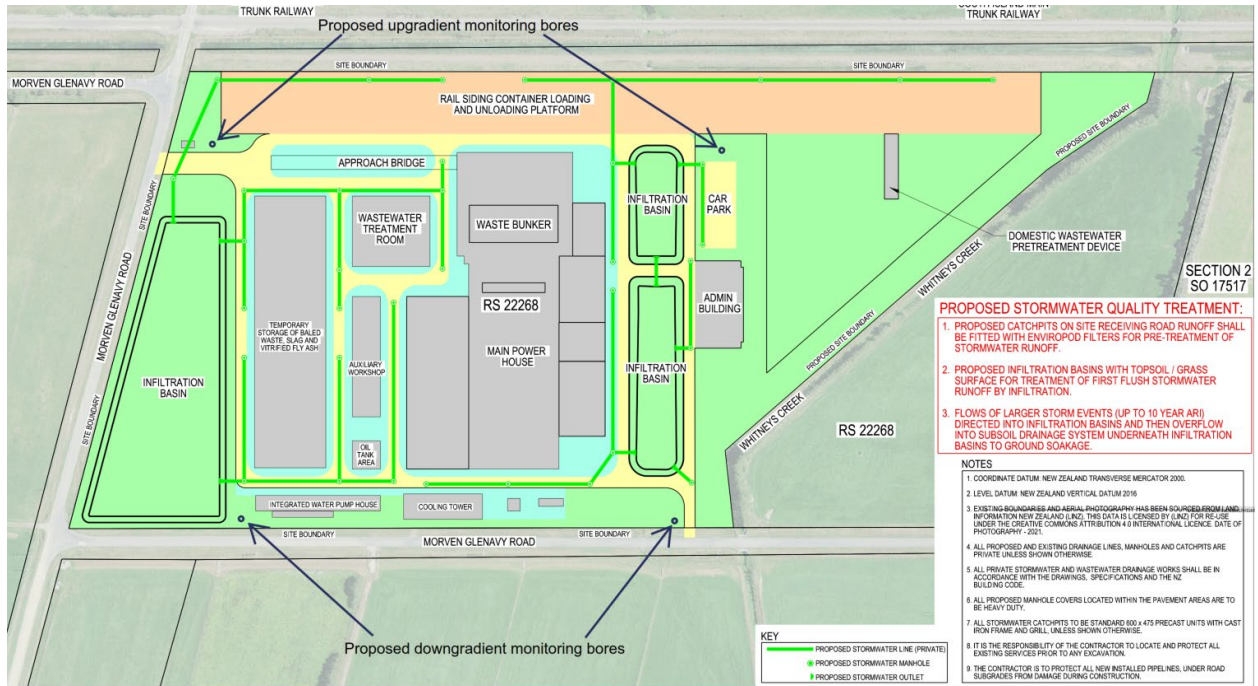 TRUNK RAILWAY
SOUTH ISLAND MAIN
TRUNK RAILWAY
Proposed upgradient monitoring bores
SITE BOUNDARY
SITE BOUNDARY
MORVEN GLENAVY ROAD
RAIL SIDING CONTAINER LOADING
AND UNLOADING PLATFORM
PROPOSED SITE BOUNDARY
APPROACH BRIDGE
SITE BOUNDARY
INFILTRATION
BASIN
CAR
PARK
WASTEWATER
TREATMENT
ROOM
WASTE BUNKER
DOMESTIC WASTEWATER
PRETREATMENT DEVICE
WHITNEYS CREEK
SECTION 2
SO 17517
MORVEN GLENAVY ROAD
RS 22268
ADMIN
BUILDING
TEMPORARY
STORAGE OF BALED
WASTE, SLAG AND
VITRIFIED FLY ASH
MAIN POWER
HOUSE
AUXILIARY
WORKSHOP
INFILTRATION
BASIN
INFILTRATION
BASIN
PROPOSED SITE BOUNDARY
WHITNEYS CREEK
RS 22268
SITE BOUNDARY
OIL
TANK
AREA
INTEGRATED WATER PUMP HOUSE
COOLING TOWER
SITE BOUNDARY
SITE BOUNDARY
MORVEN GLENAVY ROAD
Proposed downgradient monitoring bores
PROPOSED STORMWATER QUALITY TREATMENT:
1. PROPOSED CATCHPITS ON SITE RECEIVING ROAD RUNOFF SHALL
BE FITTED WITH ENVIROPOD FILTERS FOR PRE-TREATMENT OF
STORMWATER RUNOFF.
2. PROPOSED INFILTRATION BASINS WITH TOPSOIL / GRASS
SURFACE FOR TREATMENT OF FIRST FLUSH STORMWATER
RUNOFF BY INFILTRATION.
3. FLOWS OF LARGER STORM EVENTS (UP TO 10 YEAR ARI)
DIRECTED INTO INFILTRATION BASINS AND THEN OVERFLOW
INTO SUBSOIL DRAINAGE SYSTEM UNDERNEATH INFILTRATION
BASINS TO GROUND SOAKAGE.
NOTES
1. COORDINATE DATUM: NEW ZEALAND TRANSVERSE MERCATOR 2000.
2. LEVEL DATUM: NEW ZEALAND VERTICAL DATUM 2016
3. EXISTING BOUNDARIES AND AERIAL PHOTOGRAPHY HAS BEEN SOURCED FROM LAND
INFORMATION NEW ZEALAND (LINZ). THIS DATA IS LICENSED BY (LINZ) FOR RE-USE
UNDER THE CREATIVE COMMONS ATTRIBUTION 4.0 INTERNATIONAL LICENCE. DATE OF
PHOTOGRAPHY - 2021.
4. ALL PROPOSED AND EXISTING DRAINAGE LINES, MANHOLES AND CATCHPITS ARE
PRIVATE UNLESS SHOWN OTHERWISE.
5. ALL PRIVATE STORMWATER AND WASTEWATER DRAINAGE WORKS SHALL BE IN
ACCORDANCE WITH THE DRAWINGS, SPECIFICATIONS AND THE NZ
BUILDING CODE.
6. ALL PROPOSED MANHOLE COVERS LOCATED WITHIN THE PAVEMENT AREAS ARE TO
BE HEAVY DUTY.
7. ALL STORMWATER CATCHPITS TO BE STANDARD 600 x 475 PRECAST UNITS WITH CAST
IRON FRAME AND GRILL, UNLESS SHOWN OTHERWISE.
8. IT IS THE RESPONSIBILITY OF THE CONTRACTOR TO LOCATE AND PROTECT ALL
EXISTING SERVICES PRIOR TO ANY EXCAVATION.
9. THE CONTRACTOR IS TO PROTECT ALL NEW INSTALLED PIPELINES, UNDER ROAD
SUBGRADES FROM DAMAGE DURING CONSTRUCTION.
KEY
PROPOSED STORMWATER LINE (PRIVATE)
PROPOSED STORMWATER MANHOLE
PROPOSED STORMWATER OUTLET